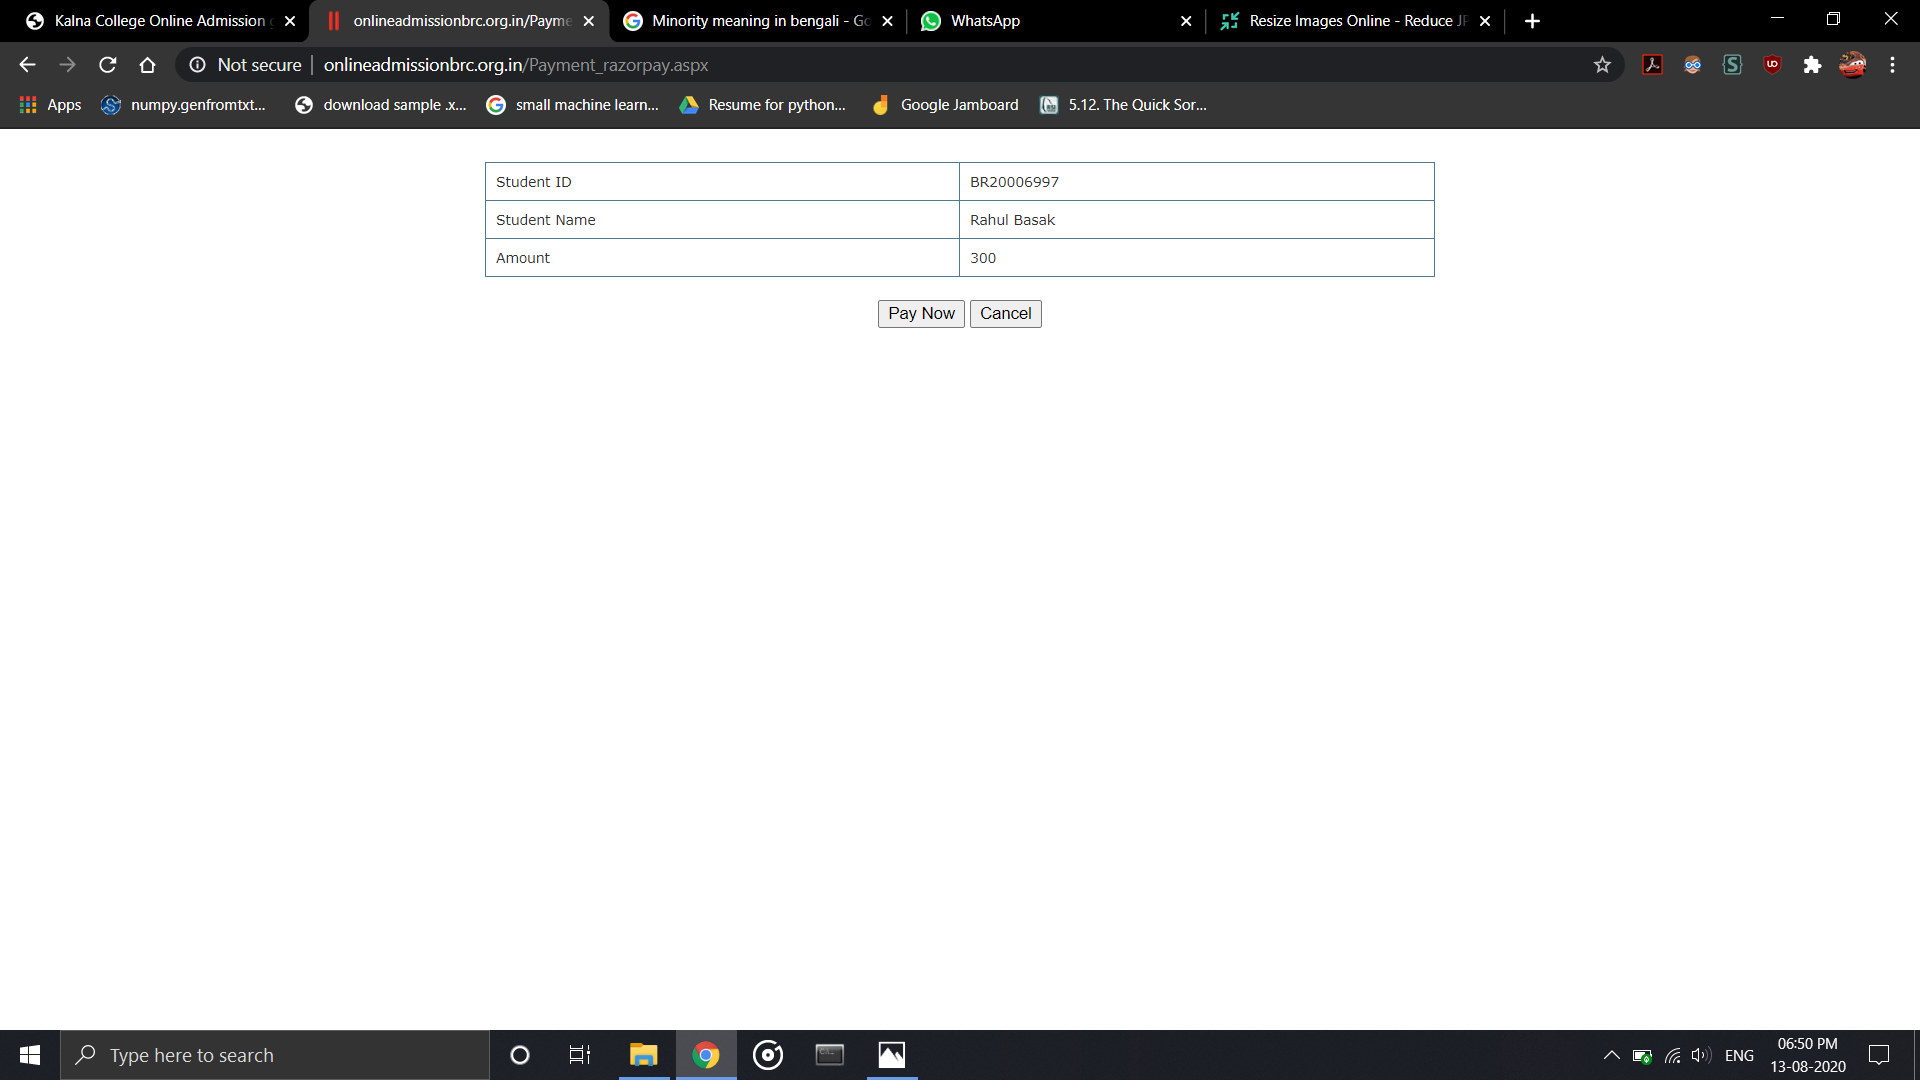 Kalna College Online Admission
onlineadmissionbrc.org.in/Payme
Minority meaning in bengali - Go
WhatsApp
Resize Images Online - Reduce JP
Not secure
onlineadmissionbrc.org.in/Payment_razorpay.aspx
Apps
numpy.genfromtxt...
download sample .x...
small machine learn...
Resume for python...
Google Jamboard
5.12. The Quick Sor...
Student ID BR20006997
Student Name Rahul Basak
Amount 300
Pay Now Cancel
Type here to search
ENG
06:50 PM
13-08-2020